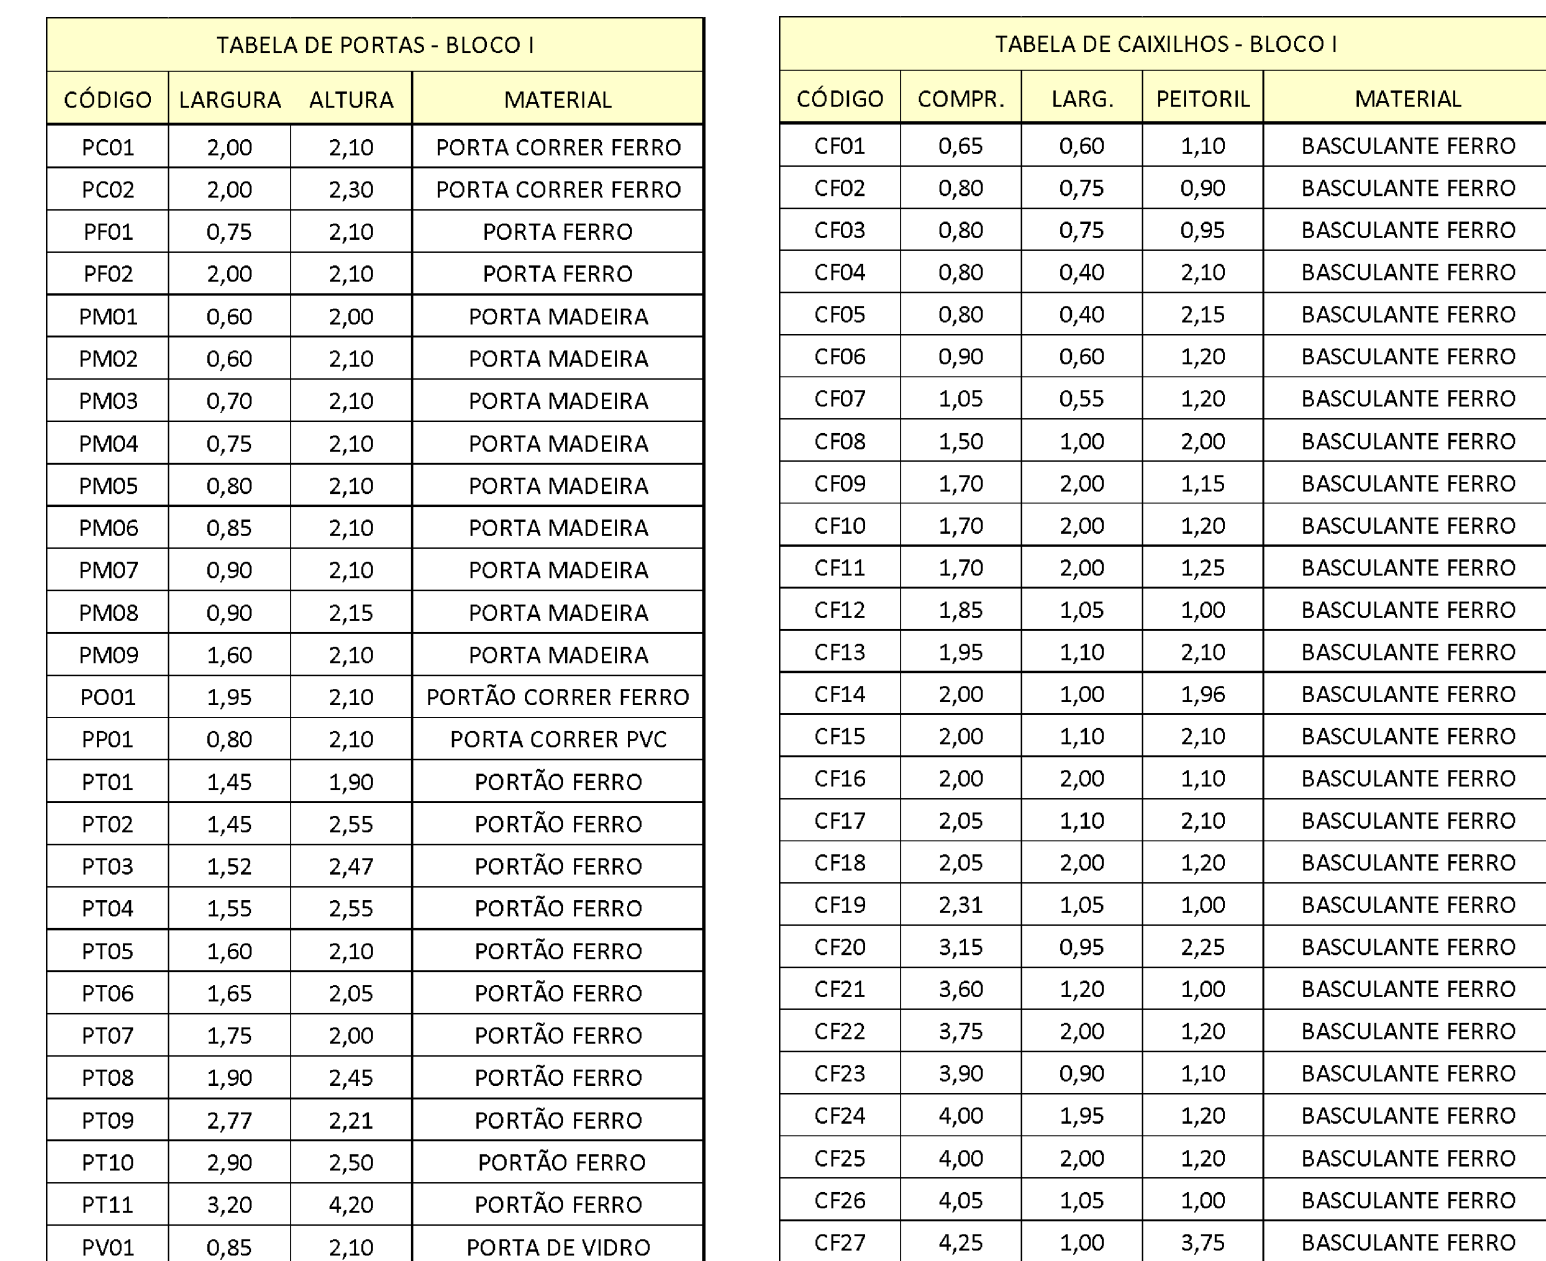 TABELA DE PORTAS - BLOCO I
CÓDIGO LARGURA ALTURA MATERIAL
PC01 2,00 2,10 PORTA CORRER FERRO
PC02 2,00 2,30 PORTA CORRER FERRO
PF01 0,75 2,10 PORTA FERRO
PF02 2,00 2,10 PORTA FERRO
PM01 0,60 2,00 PORTA MADEIRA
PM02 0,60 2,10 PORTA MADEIRA
PM03 0,70 2,10 PORTA MADEIRA
PM04 0,75 2,10 PORTA MADEIRA
PM05 0,80 2,10 PORTA MADEIRA
PM06 0,85 2,10 PORTA MADEIRA
PM07 0,90 2,10 PORTA MADEIRA
PM08 0,90 2,15 PORTA MADEIRA
PM09 1,60 2,10 PORTA MADEIRA
PO01 1,95 2,10 PORTÃO CORRER FERRO
PP01 0,80 2,10 PORTA CORRER PVC
PT01 1,45 1,90 PORTÃO FERRO
PT02 1,45 2,55 PORTÃO FERRO
PT03 1,52 2,47 PORTÃO FERRO
PT04 1,55 2,55 PORTÃO FERRO
PT05 1,60 2,10 PORTÃO FERRO
PT06 1,65 2,05 PORTÃO FERRO
PT07 1,75 2,00 PORTÃO FERRO
PT08 1,90 2,45 PORTÃO FERRO
PT09 2,77 2,21 PORTÃO FERRO
PT10 2,90 2,50 PORTÃO FERRO
PT11 3,20 4,20 PORTÃO FERRO
PV01 0,85 2,10 PORTA DE VIDRO
TABELA DE CAIXILHOS - BLOCO I
CÓDIGO COMPR. LARG. PEITORIL MATERIAL
CF01 0,65 0,60 1,10 BASCULANTE FERRO
CF02 0,80 0,75 0,90 BASCULANTE FERRO
CF03 0,80 0,75 0,95 BASCULANTE FERRO
CF04 0,80 0,40 2,10 BASCULANTE FERRO
CF05 0,80 0,40 2,15 BASCULANTE FERRO
CF06 0,90 0,60 1,20 BASCULANTE FERRO
CF07 1,05 0,55 1,20 BASCULANTE FERRO
CF08 1,50 1,00 2,00 BASCULANTE FERRO
CF09 1,70 2,00 1,15 BASCULANTE FERRO
CF10 1,70 2,00 1,20 BASCULANTE FERRO
CF11 1,70 2,00 1,25 BASCULANTE FERRO
CF12 1,85 1,05 1,00 BASCULANTE FERRO
CF13 1,95 1,10 2,10 BASCULANTE FERRO
CF14 2,00 1,00 1,96 BASCULANTE FERRO
CF15 2,00 1,10 2,10 BASCULANTE FERRO
CF16 2,00 2,00 1,10 BASCULANTE FERRO
CF17 2,05 1,10 2,10 BASCULANTE FERRO
CF18 2,05 2,00 1,20 BASCULANTE FERRO
CF19 2,31 1,05 1,00 BASCULANTE FERRO
CF20 3,15 0,95 2,25 BASCULANTE FERRO
CF21 3,60 1,20 1,00 BASCULANTE FERRO
CF22 3,75 2,00 1,20 BASCULANTE FERRO
CF23 3,90 0,90 1,10 BASCULANTE FERRO
CF24 4,00 1,95 1,20 BASCULANTE FERRO
CF25 4,00 2,00 1,20 BASCULANTE FERRO
CF26 4,05 1,05 1,00 BASCULANTE FERRO
CF27 4,25 1,00 3,75 BASCULANTE FERRO